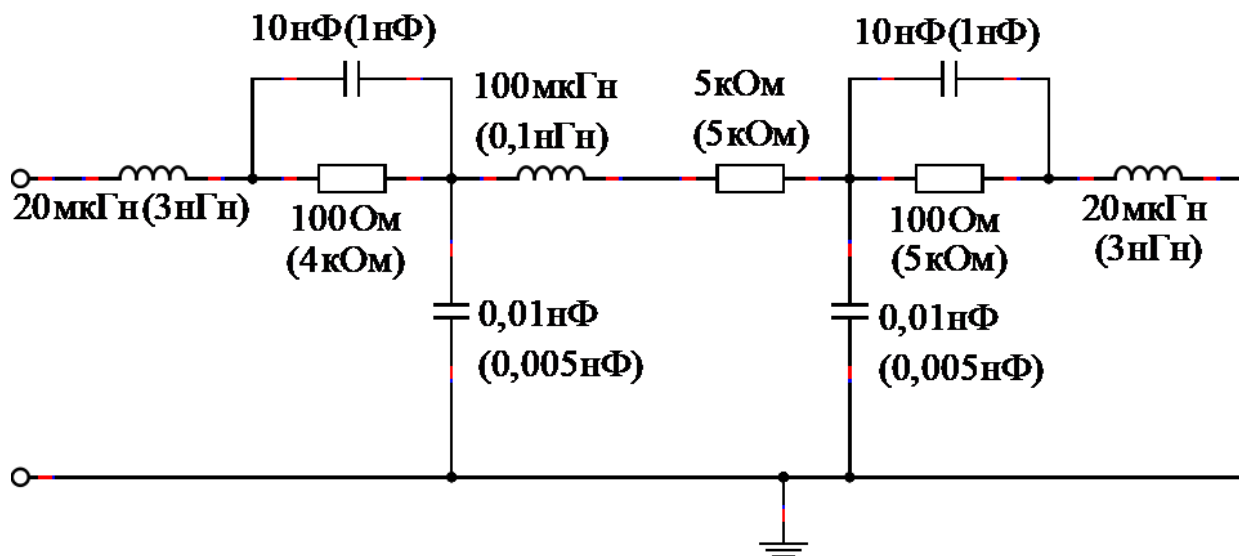 10нФ(1нФ)
10нФ(1нФ)
100мкГн
(0,1нГн)
5кОм
(5кОм)
20мкГн(3нГн)
100Ом
(4кОм)
100Ом
(5кОм)
20мкГн
(3нГн)
0,01нФ
(0,005нФ)
0,01нФ
(0,005нФ)